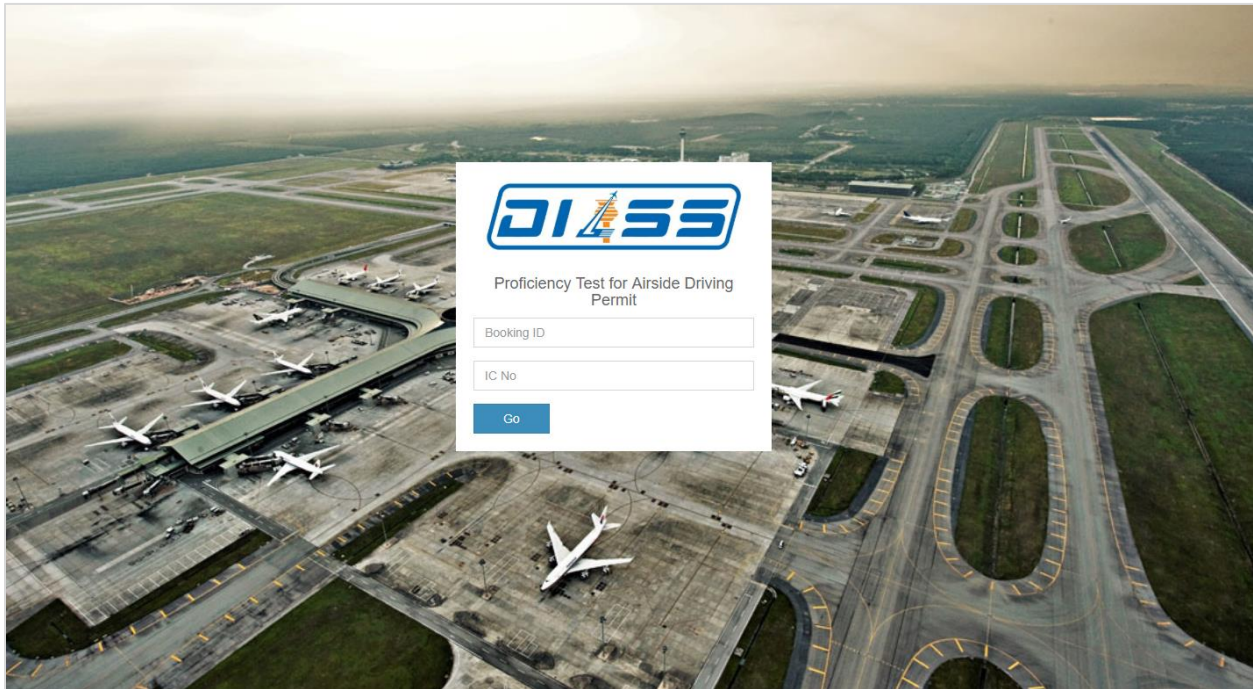 DIASS
Proficiency Test for Airside Driving
Permit
Booking ID
IC No
Go